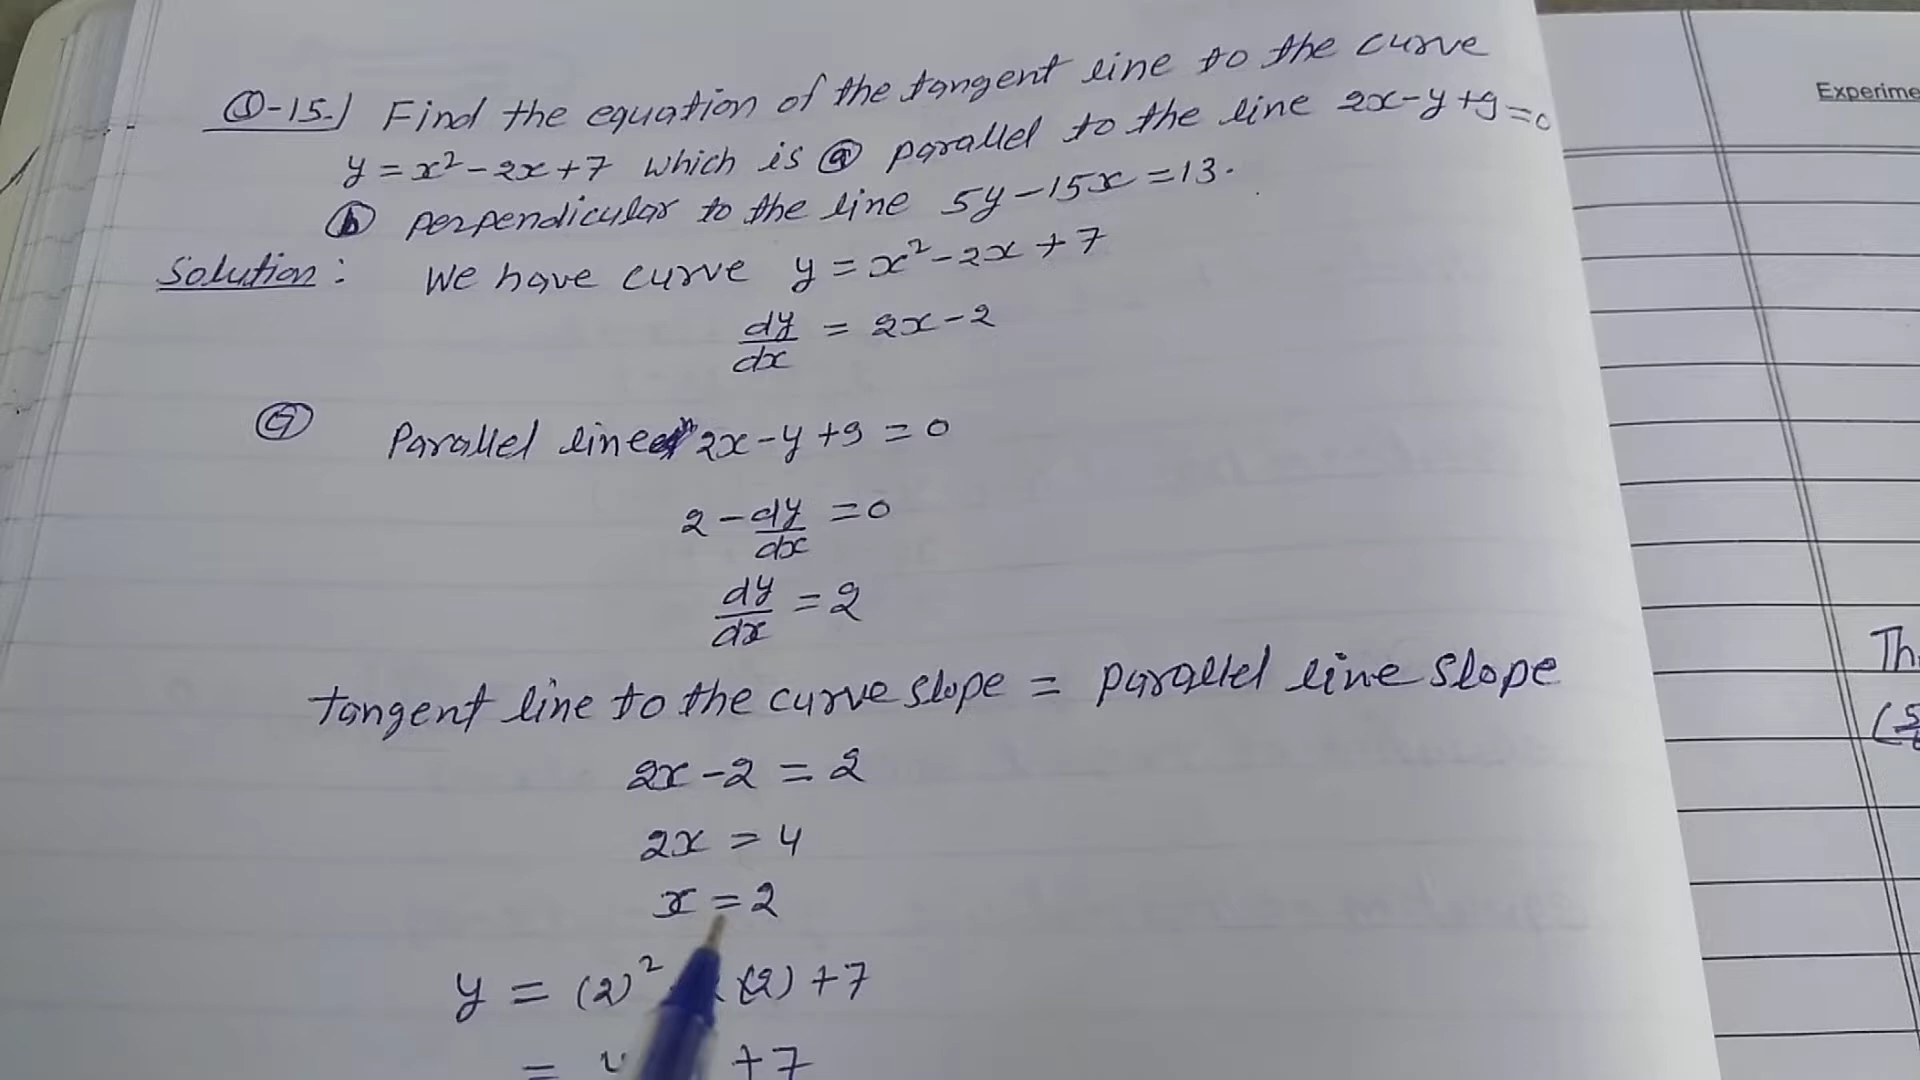 Q-15.) Find the equation of the tangent line to the curve
y = x² - 2x + 7 which is (a) parallel to the line 2x - y + 9 = 0
(b) perpendicular to the line 5y - 15x = 13.
Solution : We have curve y = x² - 2x + 7
dy/dx = 2x - 2
(a) Parallel line 2x - y + 9 = 0
2 - dy/dx = 0
dy/dx = 2
tangent line to the curve slope = parallel line slope
2x - 2 = 2
2x = 4
x = 2
y = (2)² (2) + 7
= + 7
Experime
Th